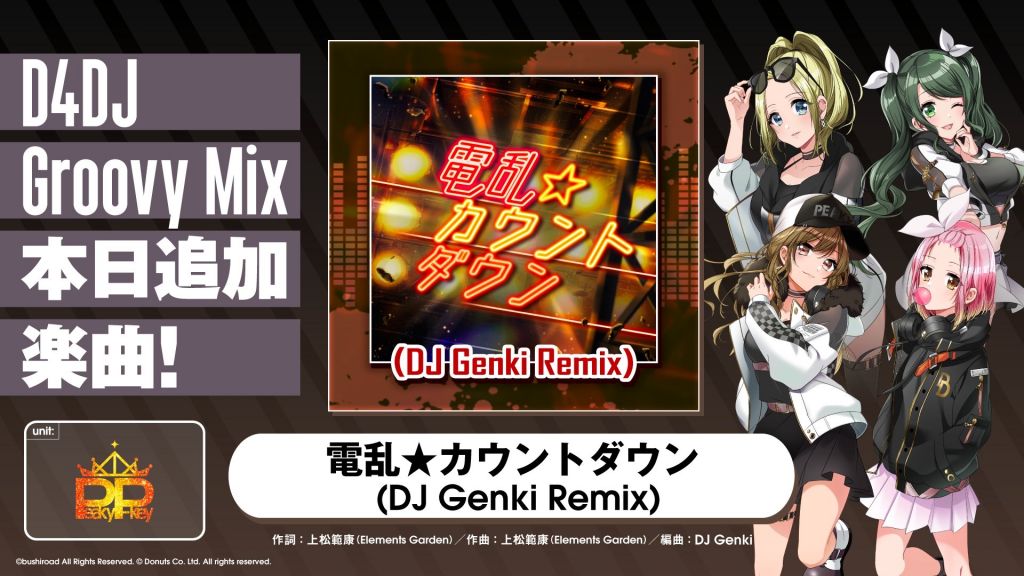 D4DJ
Groovy Mix
本日追加
楽曲!
電乱☆
カウント
ダウン
(DJ Genki Remix)
PEA
B
unit:
Peaky P-key
電乱★カウントダウン
(DJ Genki Remix)
作詞：上松範康(Elements Garden)／作曲：上松範康(Elements Garden)／編曲：DJ Genki
©bushiroad All Rights Reserved. © Donuts Co. Ltd. All rights reserved.